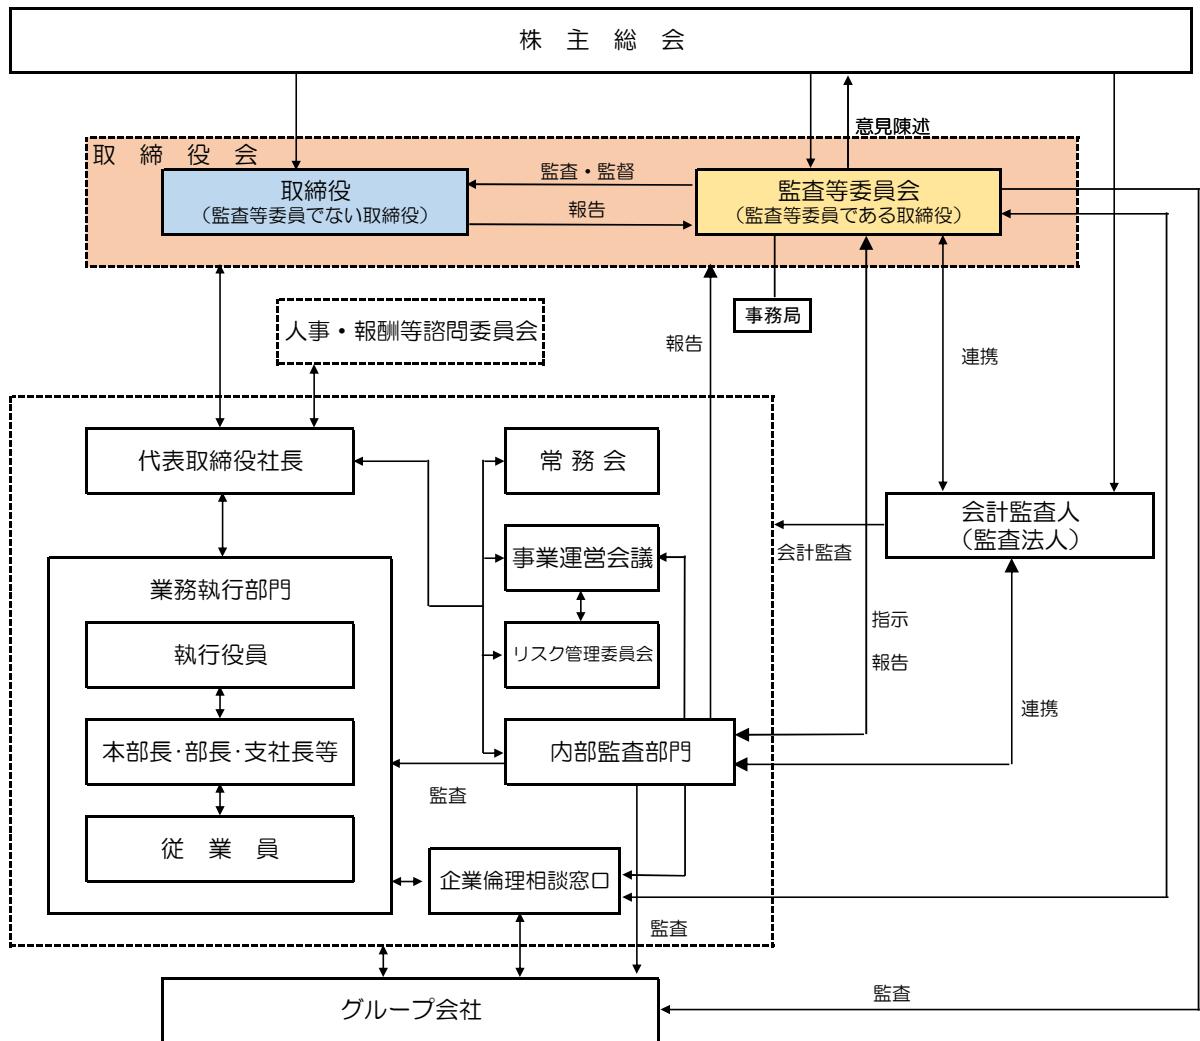 株　主　総　会
意見陳述
取　締　役　会
監査・監督
取締役
（監査等委員でない取締役）
報告
監査等委員会
（監査等委員である取締役）
事務局
人事・報酬等諮問委員会
報告
連携
代表取締役社長
常 務 会
会計監査人
（監査法人）
事業運営会議
会計監査
業務執行部門
指示
執行役員
リスク管理委員会
報告
連携
本部長･部長･支社長等
内部監査部門
監査
従　業　員
企業倫理相談窓口
監査
監査
グループ会社